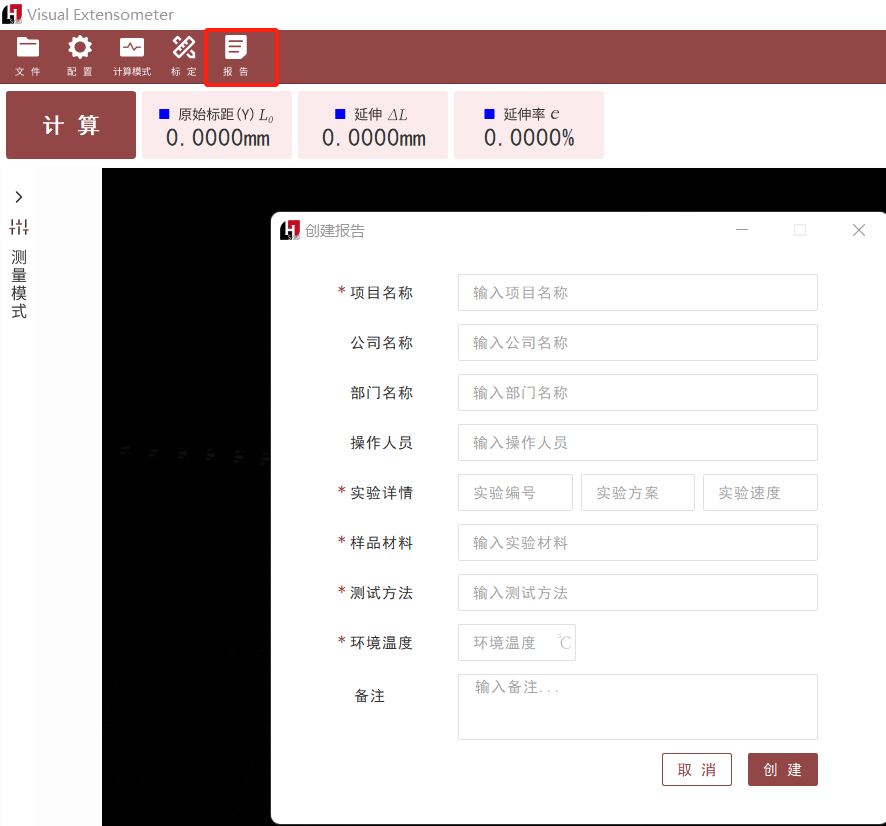 Visual Extensometer
文 件 配 置 计算模式 标 定 报 告
计 算
原始标距(Y) L₀
0.0000mm
延伸 ΔL
0.0000mm
延伸率 e
0.0000%
测量模式
创建报告
* 项目名称 输入项目名称
公司名称 输入公司名称
部门名称 输入部门名称
操作人员 输入操作人员
* 实验详情 实验编号 实验方案 实验速度
* 样品材料 输入实验材料
* 测试方法 输入测试方法
* 环境温度 环境温度 ℃
备注 输入备注...
取 消 创 建